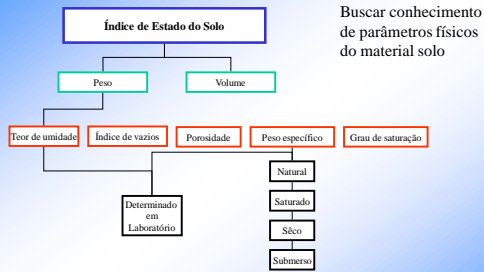 Índice de Estado do Solo
Buscar conhecimento
de parâmetros físicos
do material solo
Peso
Volume
Teor de umidade
Índice de vazios
Porosidade
Peso específico
Grau de saturação
Natural
Determinado
em
Laboratório
Saturado
Sêco
Submerso